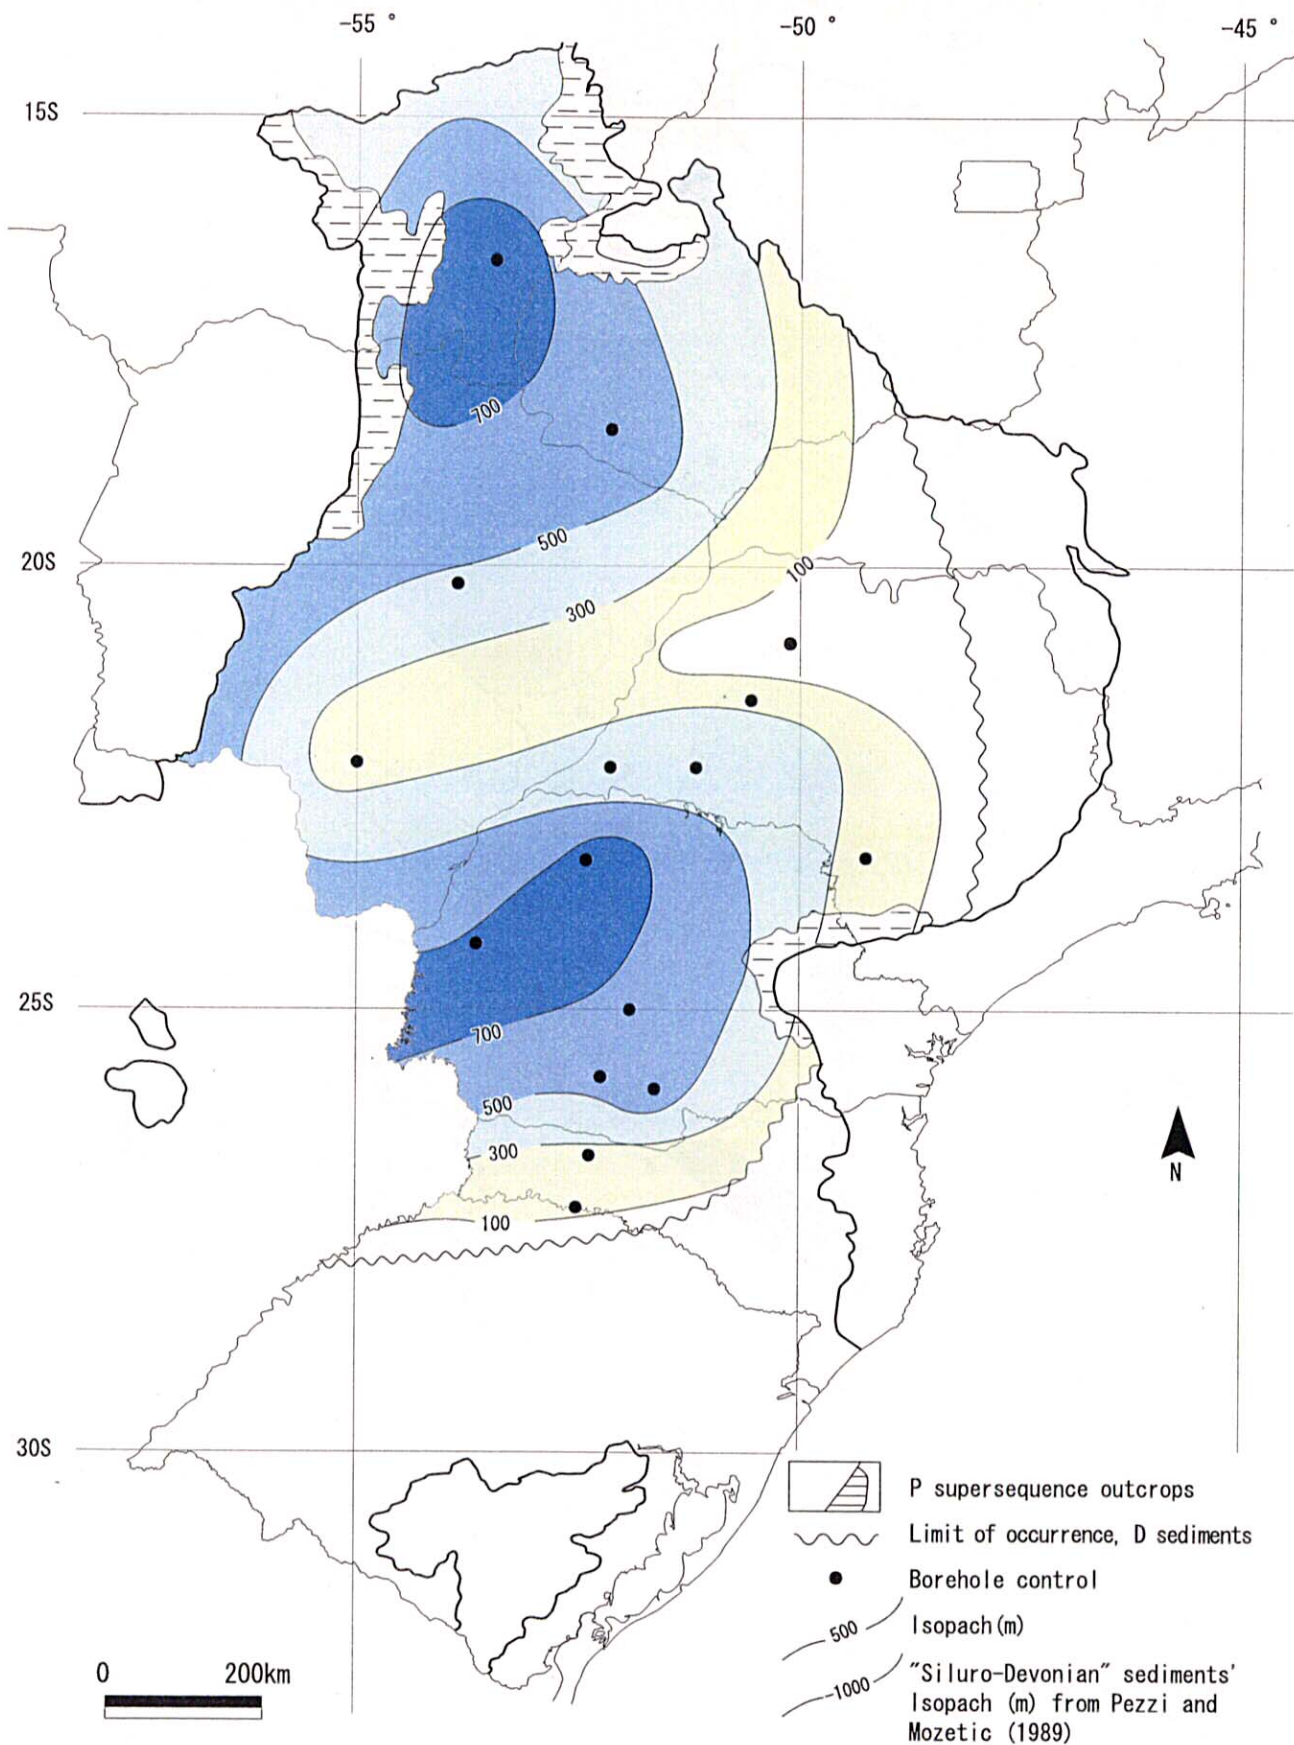 -55 °
-50 °
-45 °
15S
700
500
20S
100
300
25S
700
500
300
N
100
30S
P supersequence outcrops
Limit of occurrence, D sediments
Borehole control
500
Isopach(m)
-1000
"Siluro-Devonian" sediments'
Isopach (m) from Pezzi and
Mozetic (1989)
0 200km